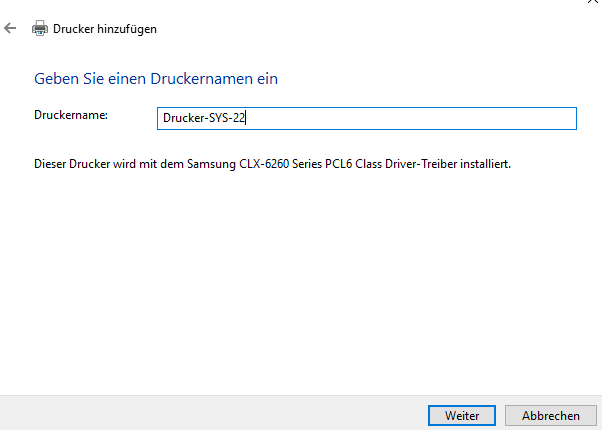 Drucker hinzufügen
Geben Sie einen Druckernamen ein
Druckername: Drucker-SYS-22
Dieser Drucker wird mit dem Samsung CLX-6260 Series PCL6 Class Driver-Treiber installiert.
Weiter Abbrechen